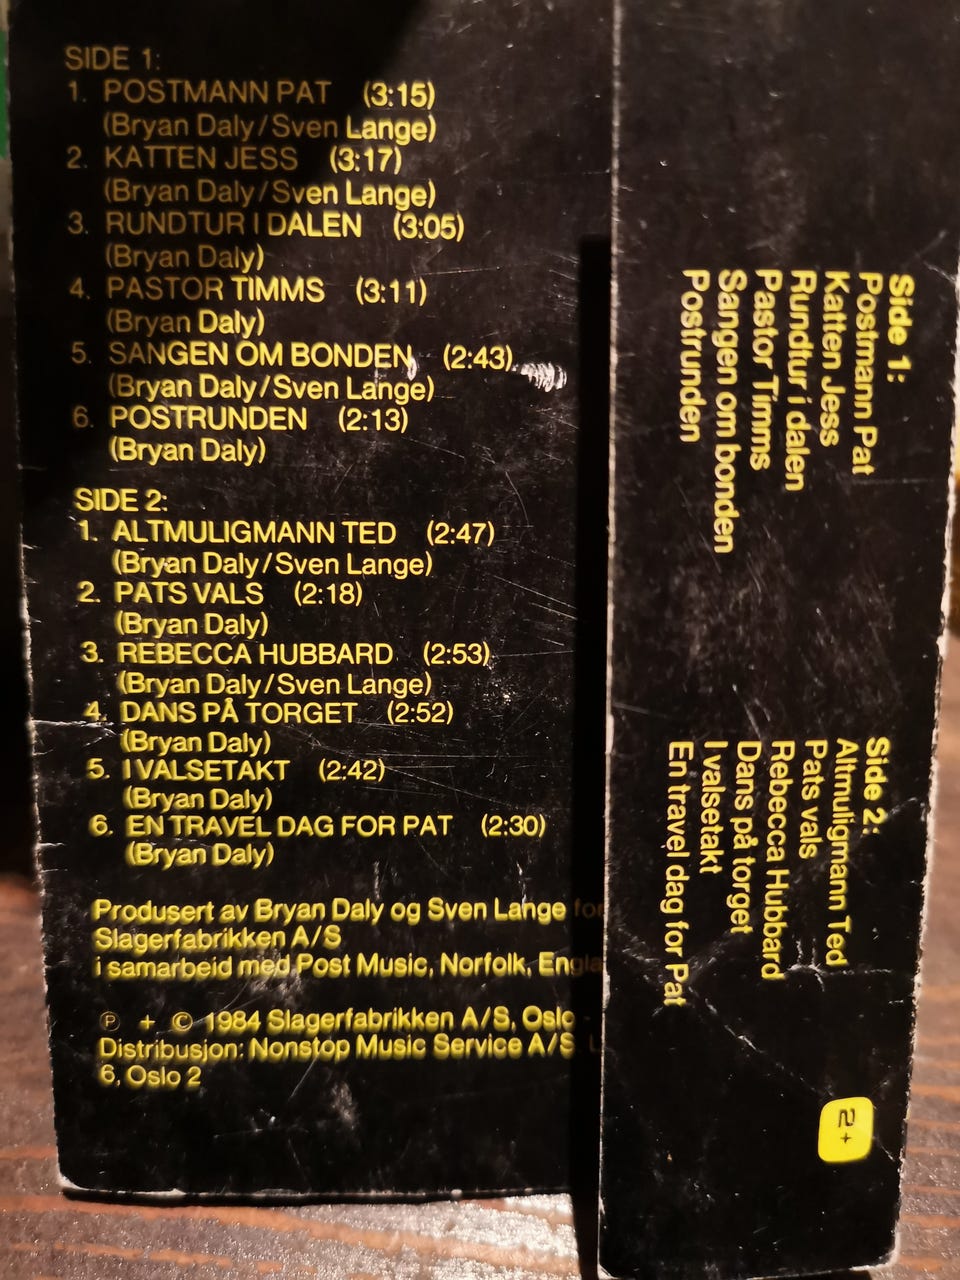 SIDE 1:
1. POSTMANN PAT (3:15)
(Bryan Daly/Sven Lange)
2. KATTEN JESS (3:17)
(Bryan Daly/Sven Lange)
3. RUNDTUR I DALEN (3:05)
(Bryan Daly)
4. PASTOR TIMMS (3:11)
(Bryan Daly)
5. SANGEN OM BONDEN (2:43)
(Bryan Daly/Sven Lange)
6. POSTRUNDEN (2:13)
(Bryan Daly)
SIDE 2:
1. ALTMULIGMANN TED (2:47)
(Bryan Daly/Sven Lange)
2. PATS VALS (2:18)
(Bryan Daly)
3. REBECCA HUBBARD (2:53)
(Bryan Daly/Sven Lange)
4. DANS PÅ TORGET (2:52)
(Bryan Daly)
5. I VALSETAKT (2:42)
(Bryan Daly)
6. EN TRAVEL DAG FOR PAT (2:30)
(Bryan Daly)
Produsert av Bryan Daly og Sven Lange for
Slagerfabrikken A/S
i samarbeid med Post Music, Norfolk, Engla
Ⓟ + © 1984 Slagerfabrikken A/S, Oslo
Distribusjon: Nonstop Music Service A/S
6, Oslo 2
Side 1:
Postmann Pat
Katten Jess
Rundtur i dalen
Pastor Timms
Sangen om bonden
Postrunden
Side 2:
Altmuligmann Ted
Pats vals
Rebecca Hubbard
Dans på torget
I valsetakt
En travel dag for Pat
2+